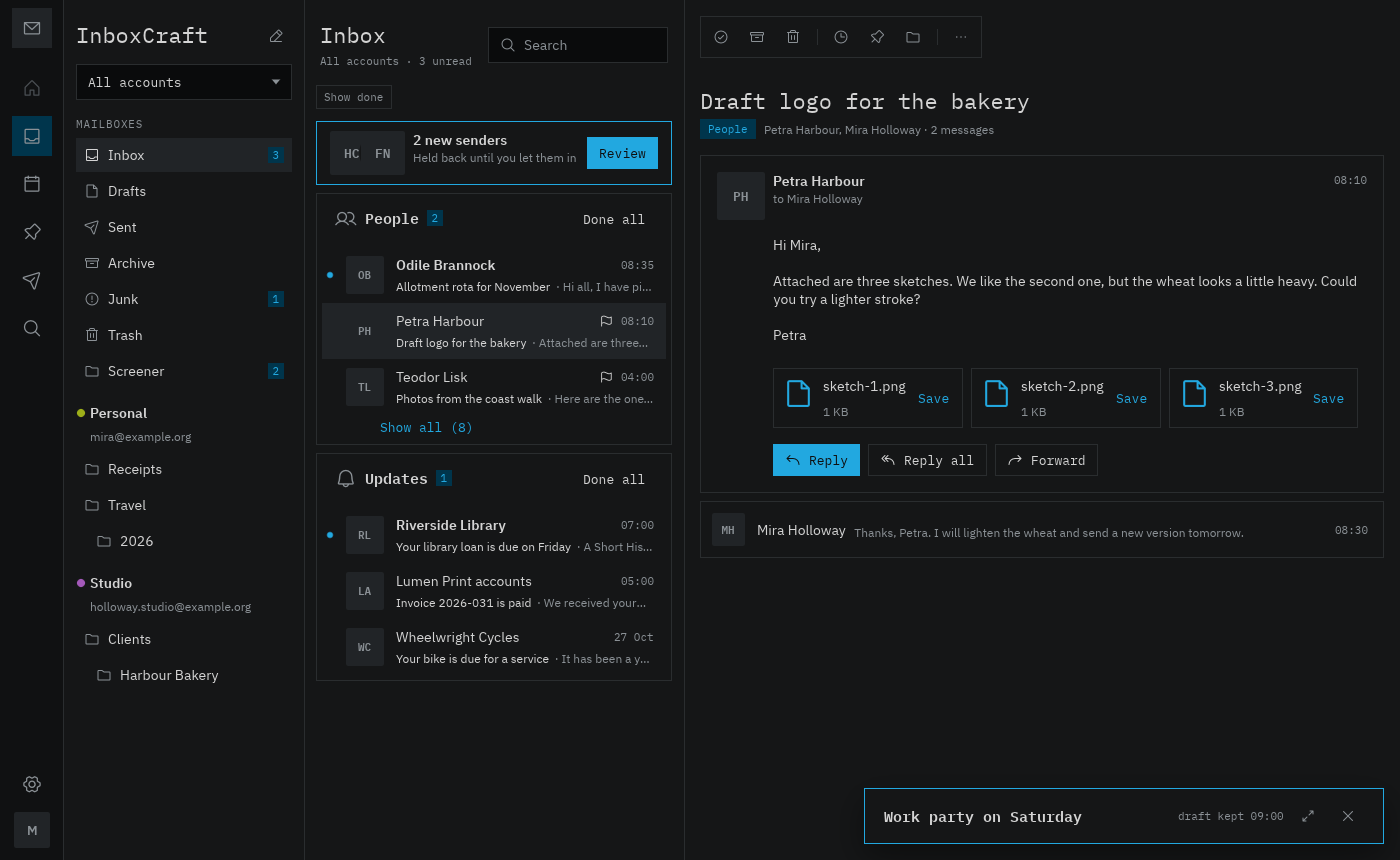 InboxCraft
All accounts
MAILBOXES
Inbox 3
Drafts
Sent
Archive
Junk 1
Trash
Screener 2
Personal
mira@example.org
Receipts
Travel
2026
Studio
holloway.studio@example.org
Clients
Harbour Bakery
M
Inbox
All accounts · 3 unread
Search
Show done
HC FN
2 new senders
Held back until you let them in
Review
People 2 Done all
OB Odile Brannock 08:35
Allotment rota for November · Hi all, I have pi…
PH Petra Harbour 08:10
Draft logo for the bakery · Attached are three…
TL Teodor Lisk 04:00
Photos from the coast walk · Here are the one…
Show all (8)
Updates 1 Done all
RL Riverside Library 07:00
Your library loan is due on Friday · A Short His…
LA Lumen Print accounts 05:00
Invoice 2026-031 is paid · We received your…
WC Wheelwright Cycles 27 Oct
Your bike is due for a service · It has been a y…
Draft logo for the bakery
People Petra Harbour, Mira Holloway · 2 messages
PH Petra Harbour 08:10
to Mira Holloway
Hi Mira,
Attached are three sketches. We like the second one, but the wheat looks a little heavy. Could
you try a lighter stroke?
Petra
sketch-1.png 1 KB Save
sketch-2.png 1 KB Save
sketch-3.png 1 KB Save
Reply Reply all Forward
MH Mira Holloway Thanks, Petra. I will lighten the wheat and send a new version tomorrow. 08:30
Work party on Saturday draft kept 09:00